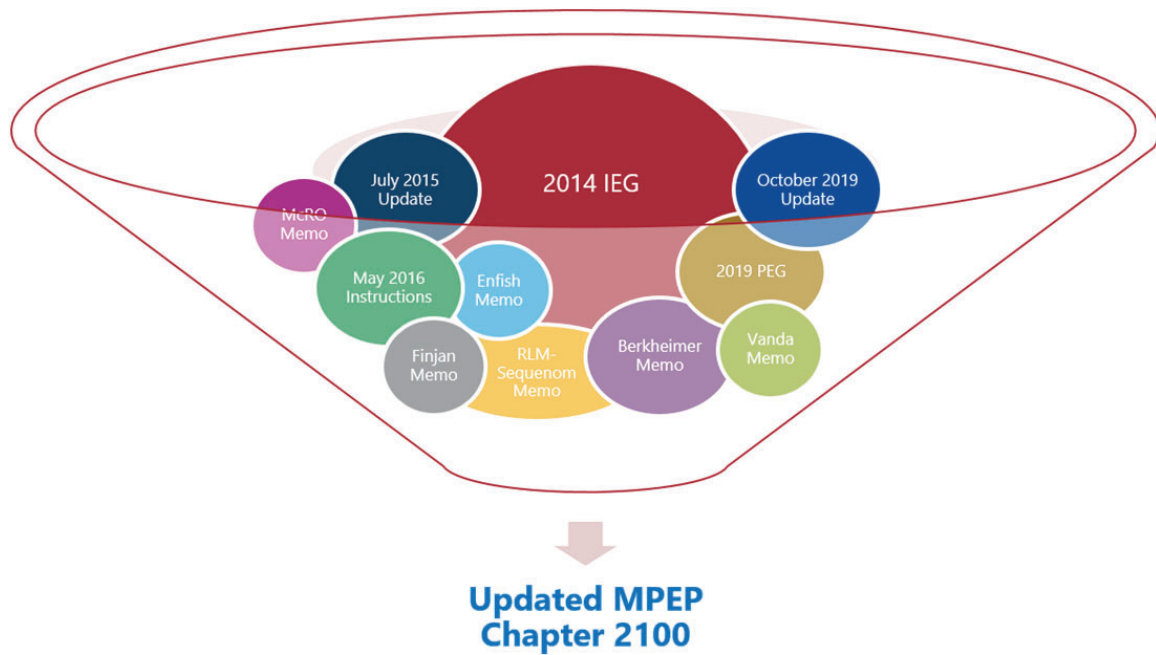 2014 IEG
July 2015
Update
October 2019
Update
McRO
Memo
May 2016
Instructions
Enfish
Memo
2019 PEG
Finjan
Memo
RLM-
Sequenom
Memo
Berkheimer
Memo
Vanda
Memo
Updated MPEP
Chapter 2100